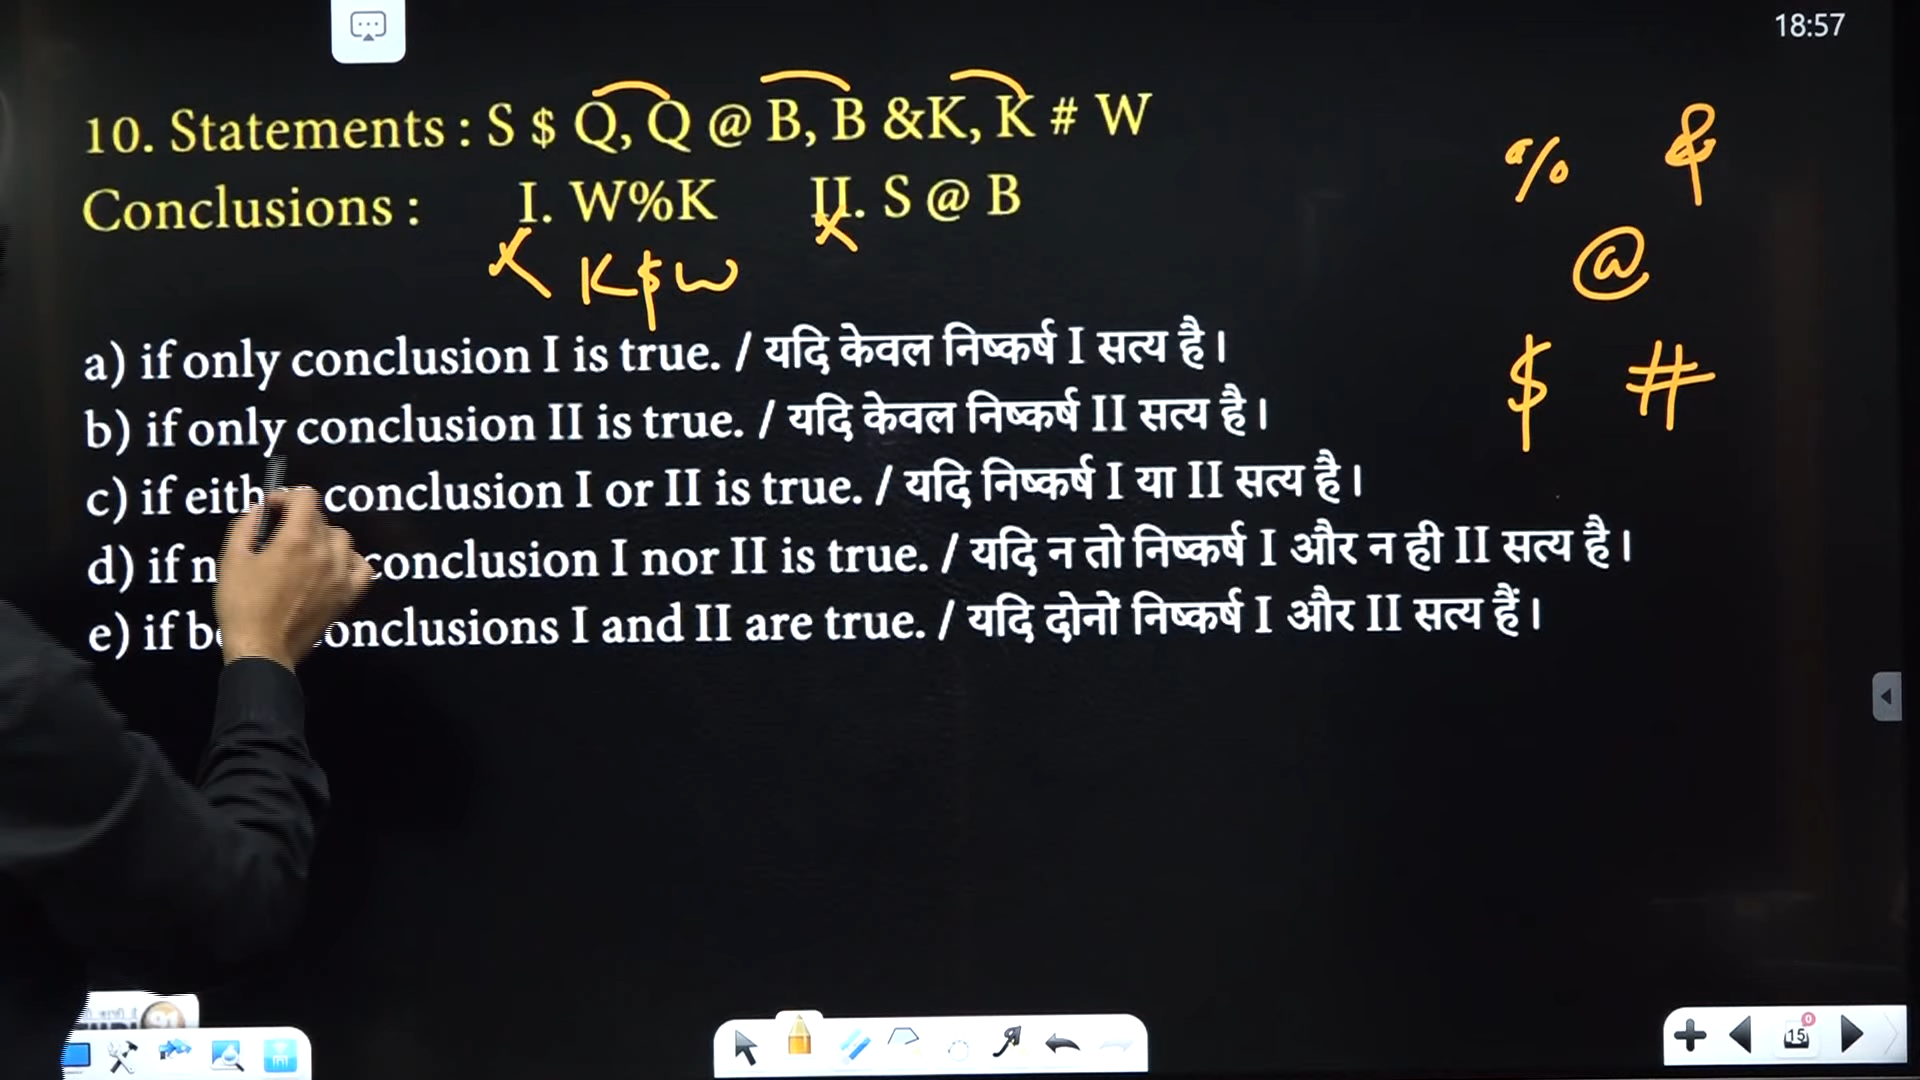 18:57
10. Statements : S $ Q, Q @ B, B &K, K # W
Conclusions : I. W%K II. S @ B
K$W
a) if only conclusion I is true. / यदि केवल निष्कर्ष I सत्य है।
b) if only conclusion II is true. / यदि केवल निष्कर्ष II सत्य है।
c) if conclusion I or II is true. / यदि निष्कर्ष I या II सत्य है।
d) if conclusion I nor II is true. / यदि न तो निष्कर्ष I और न ही II सत्य है।
e) if conclusions I and II are true. / यदि दोनों निष्कर्ष I और II सत्य हैं।
% &
@
$ #
15
0